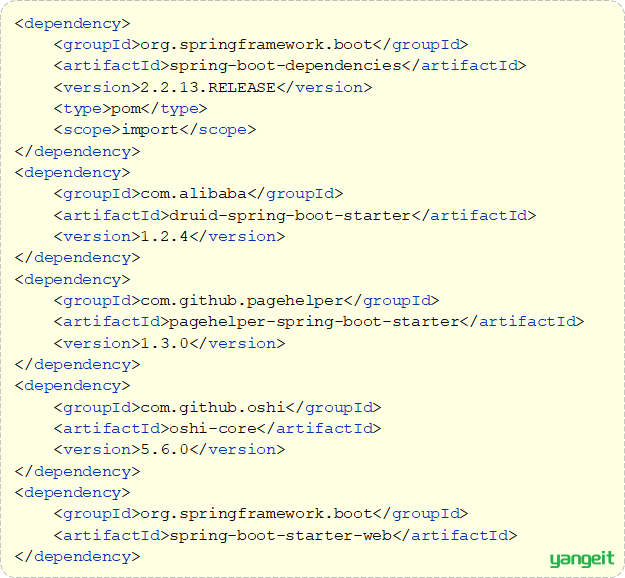 <dependency>
    <groupId>org.springframework.boot</groupId>
    <artifactId>spring-boot-dependencies</artifactId>
    <version>2.2.13.RELEASE</version>
    <type>pom</type>
    <scope>import</scope>
</dependency>
<dependency>
    <groupId>com.alibaba</groupId>
    <artifactId>druid-spring-boot-starter</artifactId>
    <version>1.2.4</version>
</dependency>
<dependency>
    <groupId>com.github.pagehelper</groupId>
    <artifactId>pagehelper-spring-boot-starter</artifactId>
    <version>1.3.0</version>
</dependency>
<dependency>
    <groupId>com.github.oshi</groupId>
    <artifactId>oshi-core</artifactId>
    <version>5.6.0</version>
</dependency>
<dependency>
    <groupId>org.springframework.boot</groupId>
    <artifactId>spring-boot-starter-web</artifactId>
</dependency>
yangeit